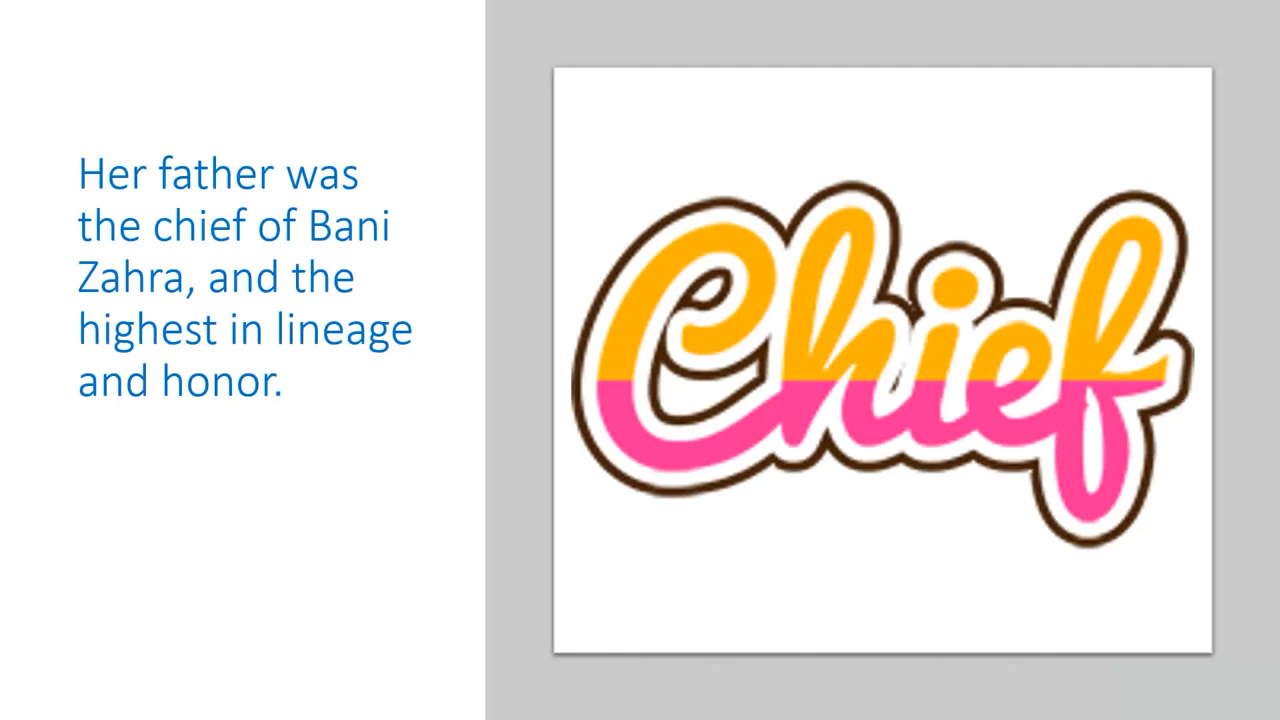 Her father was
the chief of Bani
Zahra, and the
highest in lineage
and honor.
Chief